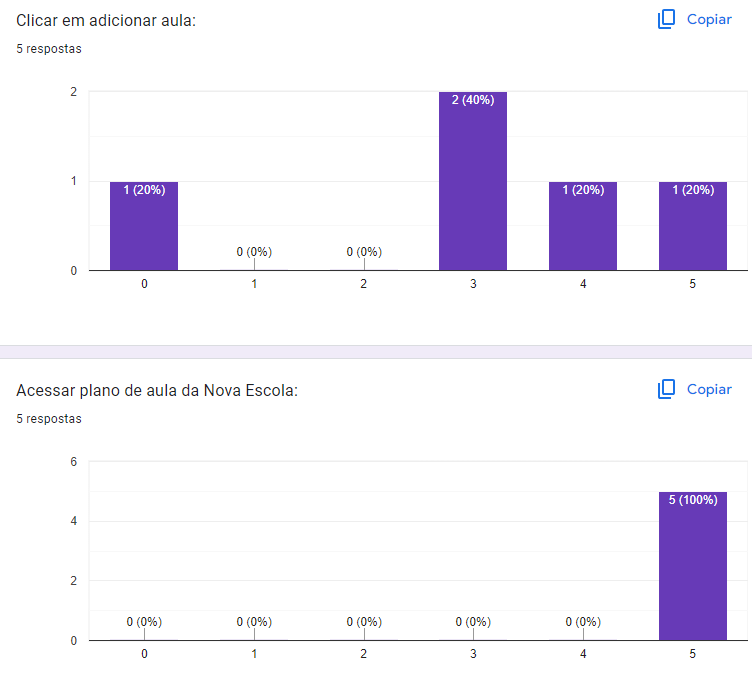 Clicar em adicionar aula:
Copiar
5 respostas
2
1
0
1 (20%)
0 (0%)
0 (0%)
2 (40%)
1 (20%)
1 (20%)
0 1 2 3 4 5
Acessar plano de aula da Nova Escola:
Copiar
5 respostas
6
4
2
0
0 (0%)
0 (0%)
0 (0%)
0 (0%)
0 (0%)
5 (100%)
0 1 2 3 4 5